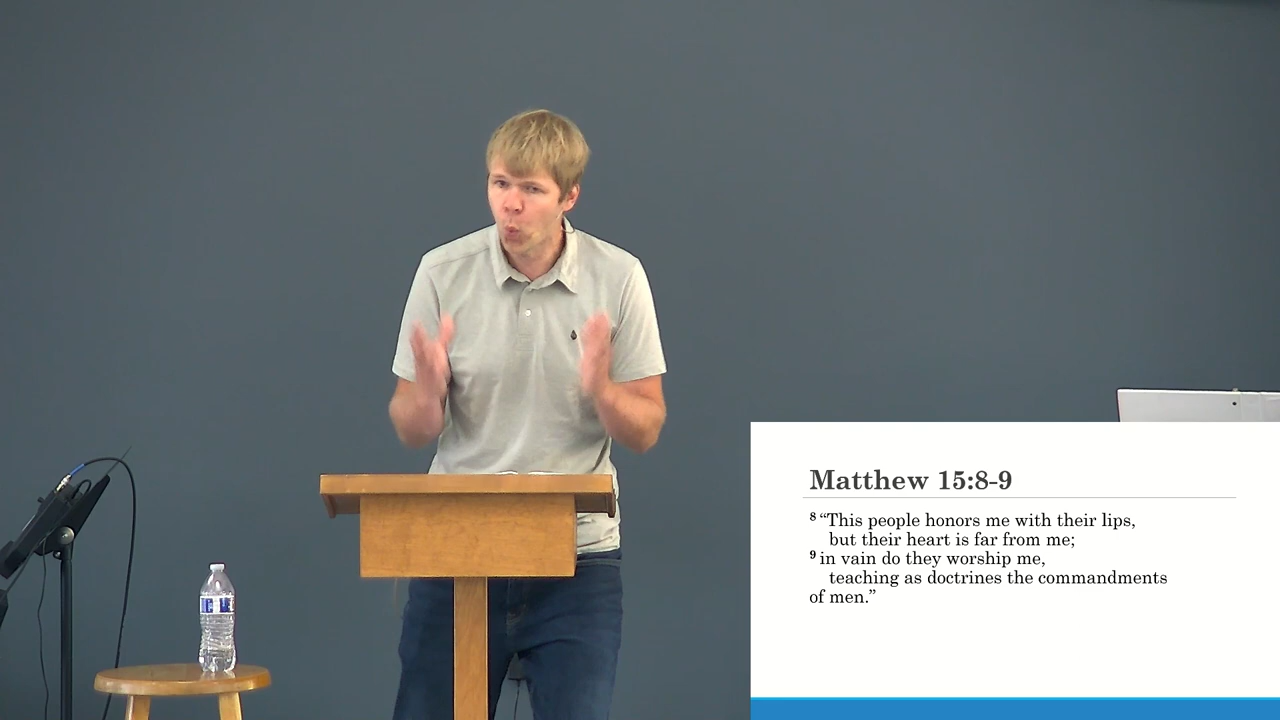 Matthew 15:8-9
8 “This people honors me with their lips,
but their heart is far from me;
9 in vain do they worship me,
teaching as doctrines the commandments
of men.”